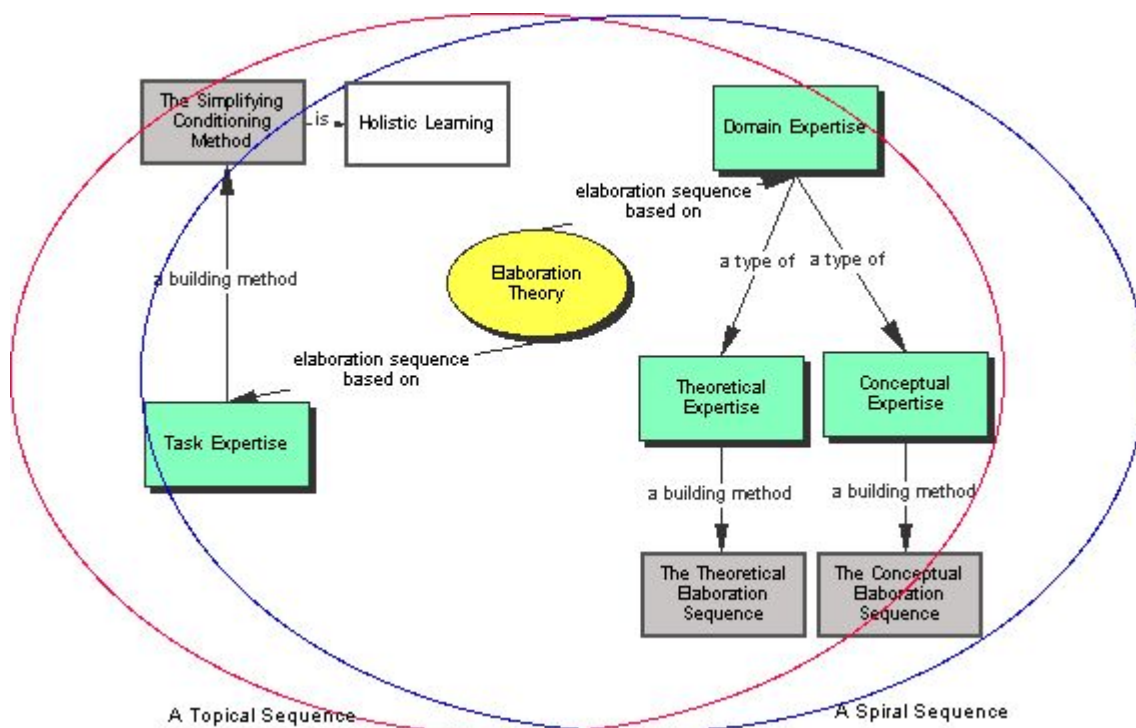 The Simplifying
Conditioning
Method
is
Holistic Learning
Domain Expertise
elaboration sequence
based on
a type of
a type of
Elaboration
Theory
a building method
elaboration sequence
based on
Theoretical
Expertise
Conceptual
Expertise
Task Expertise
a building method
a building method
The Theoretical
Elaboration
Sequence
The Conceptual
Elaboration
Sequence
A Topical Sequence
A Spiral Sequence